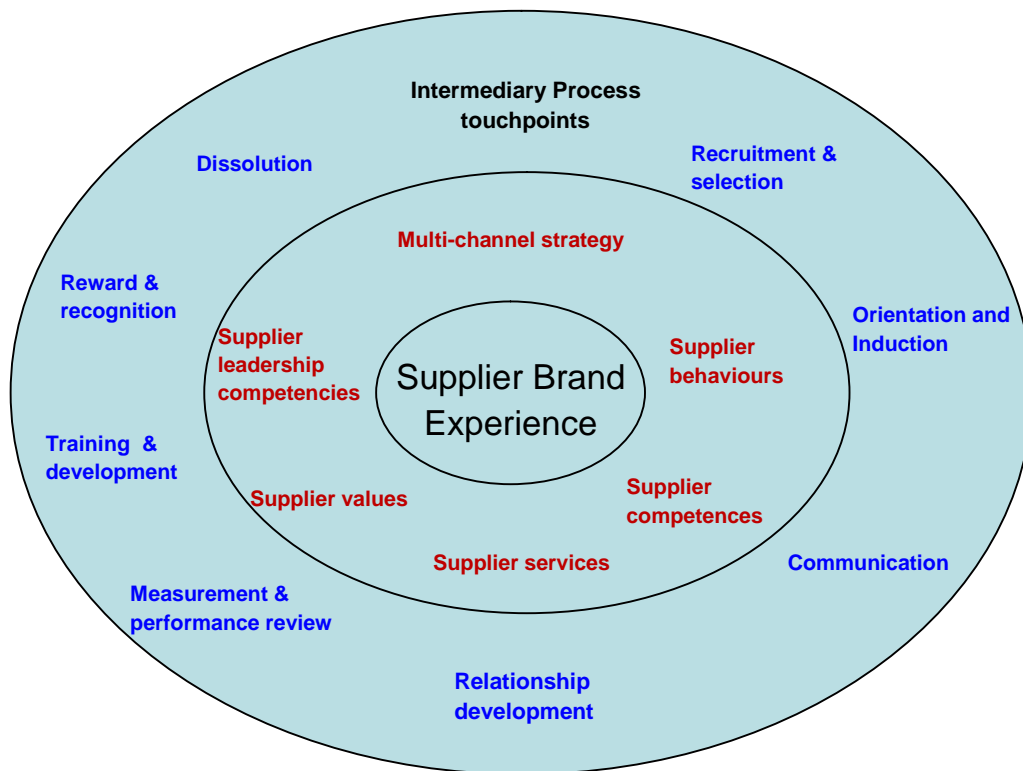 Intermediary Process
touchpoints
Dissolution
Recruitment &
selection
Multi-channel strategy
Reward &
recognition
Orientation and
Induction
Supplier
leadership
competencies
Supplier Brand
Experience
Supplier
behaviours
Training &
development
Supplier values
Supplier
competences
Supplier services
Communication
Measurement &
performance review
Relationship
development